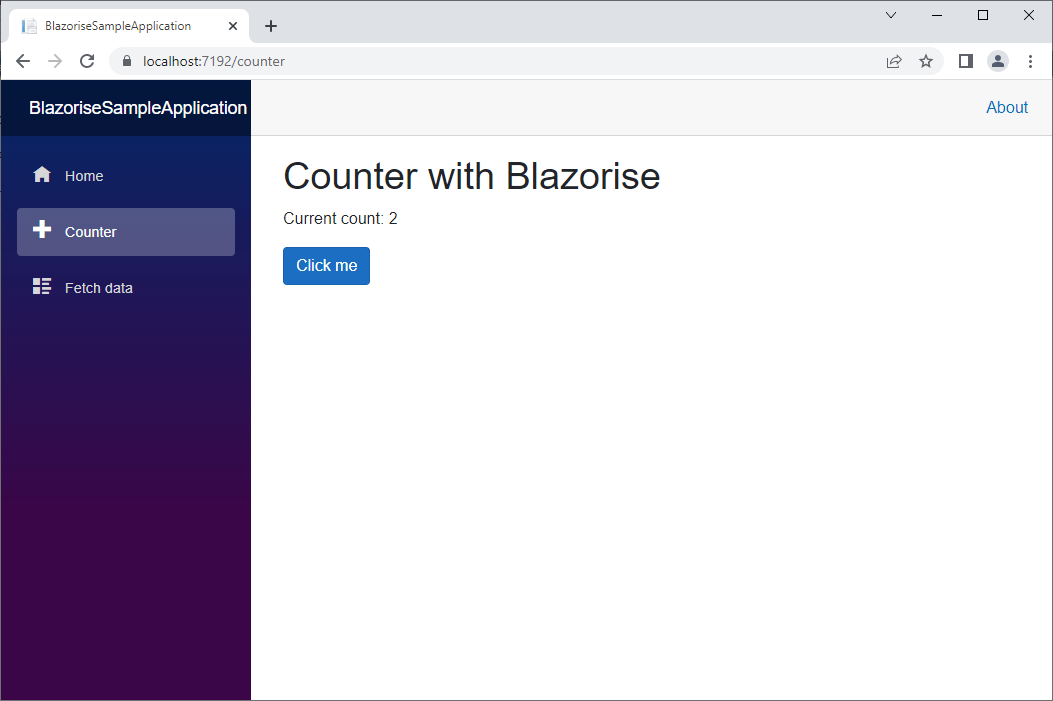 BlazoriseSampleApplication
localhost:7192/counter
BlazoriseSampleApplication
About
Home
Counter
Fetch data
Counter with Blazorise
Current count: 2
Click me